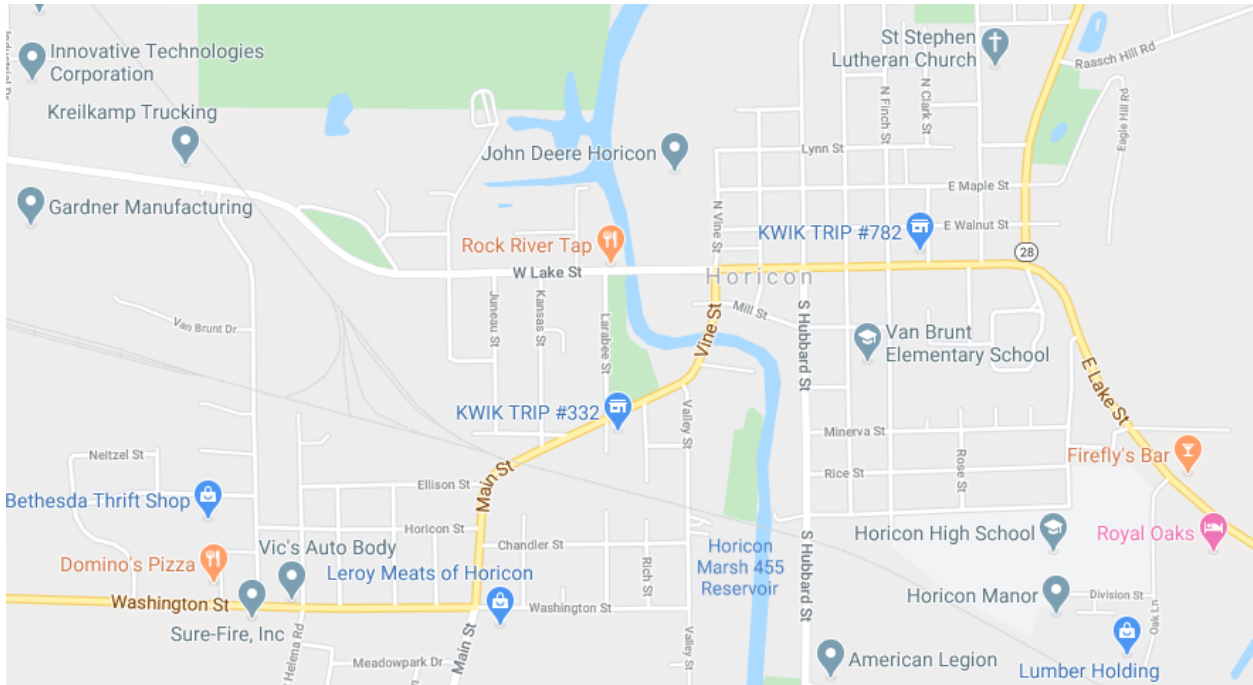 St Stephen
Lutheran Church
Raasch Hill Rd
Innovative Technologies
Corporation
Industrial Dr
Kreilkamp Trucking
N Finch St
N Clark St
Eagle Hill Rd
John Deere Horicon
Lynn St
E Maple St
Gardner Manufacturing
N Vine St
KWIK TRIP #782
E Walnut St
Rock River Tap
28
W Lake St
Horicon
Juneau St
Kansas St
Larabee St
Mill St
Vine St
S Hubbard St
Van Brunt Dr
Van Brunt
Elementary School
E Lake St
KWIK TRIP #332
Valley St
Minerva St
Neitzel St
Main St
Rice St
Rose St
Firefly's Bar
Ellison St
Bethesda Thrift Shop
Horicon St
Horicon High School
Royal Oaks
Chandler St
S Hubbard St
Vic's Auto Body
Horicon
Marsh 455
Reservoir
Domino's Pizza
Leroy Meats of Horicon
Rich St
Horicon Manor
Division St
Oak Ln
Washington St
Washington St
Sure-Fire, Inc
Helena Rd
Main St
Valley St
Meadowpark Dr
American Legion
Lumber Holding